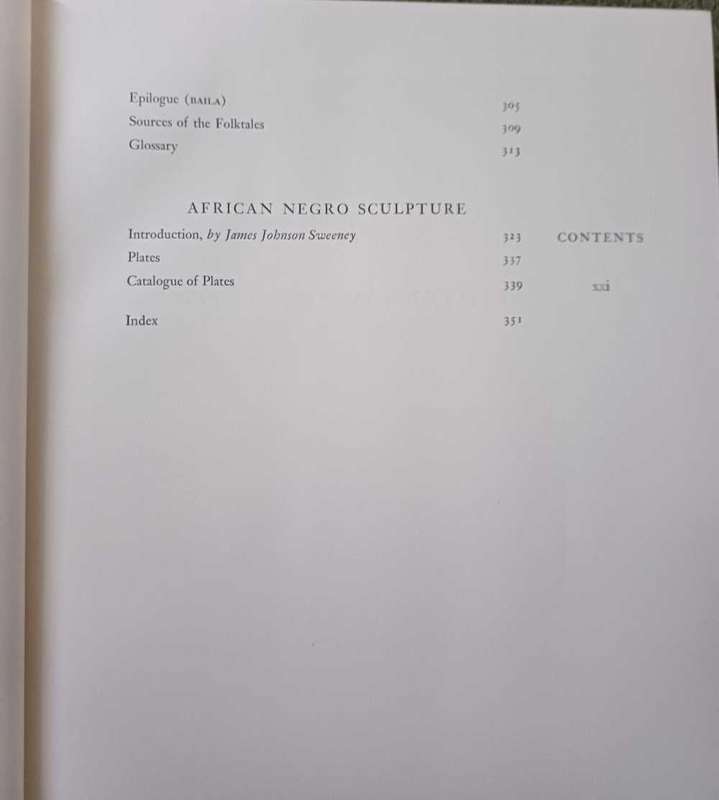 Epilogue (BAILA) 305
Sources of the Folktales 309
Glossary 313
AFRICAN NEGRO SCULPTURE
Introduction, by James Johnson Sweeney 323
CONTENTS
Plates 337
Catalogue of Plates 339
xxi
Index 351